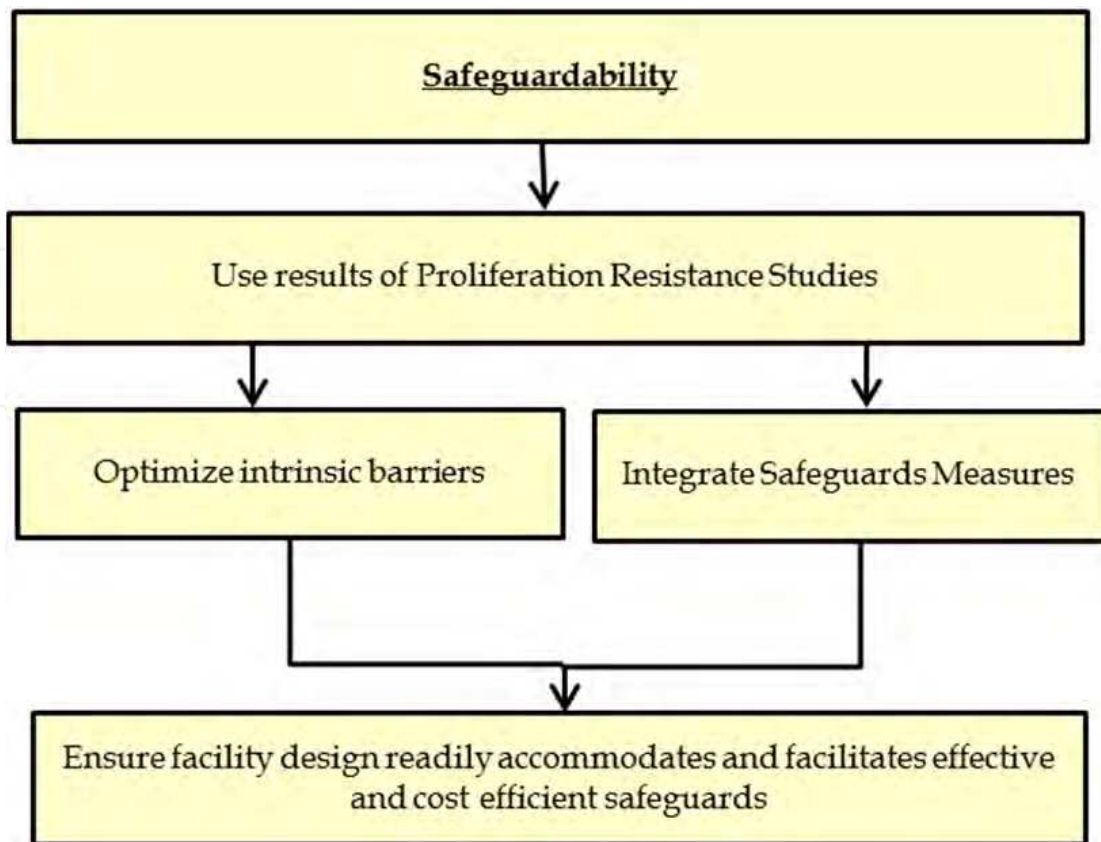 Safeguardability
Use results of Proliferation Resistance Studies
Optimize intrinsic barriers
Integrate Safeguards Measures
Ensure facility design readily accommodates and facilitates effective
and cost efficient safeguards